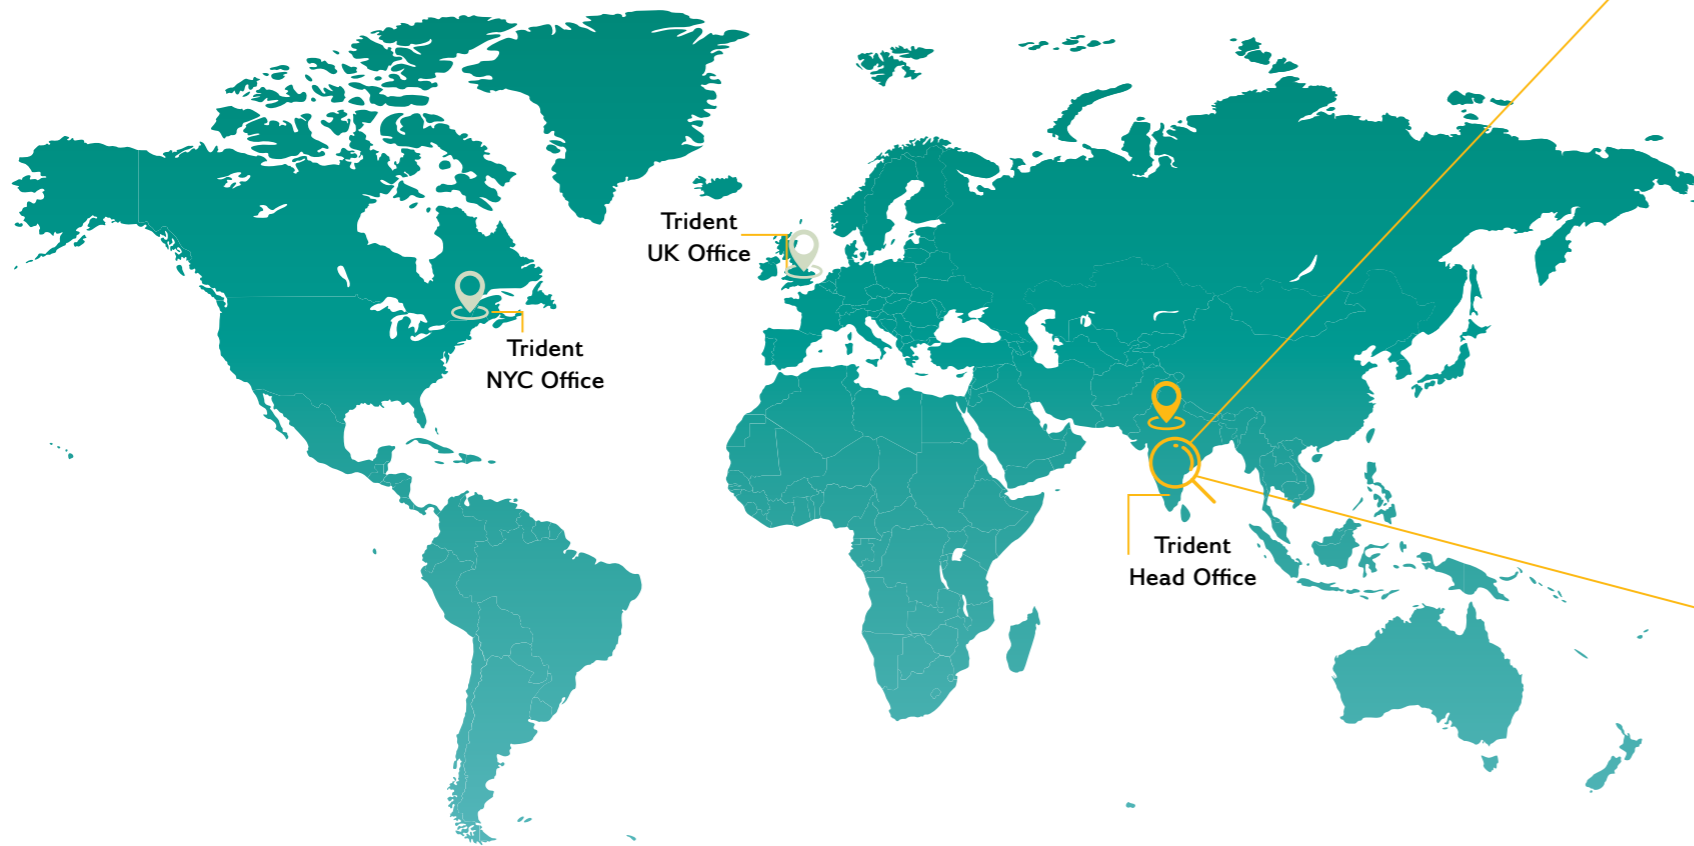 Trident
UK Office
Trident
NYC Office
Trident
Head Office